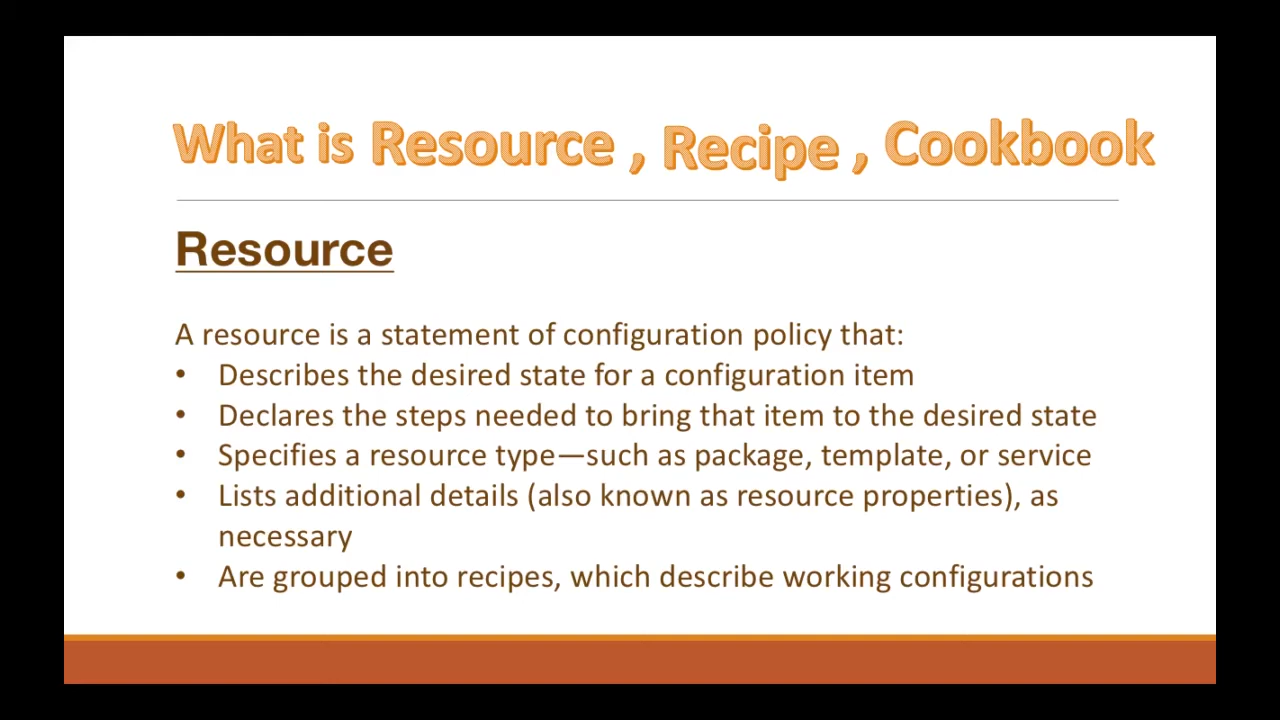 What is Resource , Recipe , Cookbook
Resource
A resource is a statement of configuration policy that:
• Describes the desired state for a configuration item
• Declares the steps needed to bring that item to the desired state
• Specifies a resource type—such as package, template, or service
• Lists additional details (also known as resource properties), as
necessary
• Are grouped into recipes, which describe working configurations